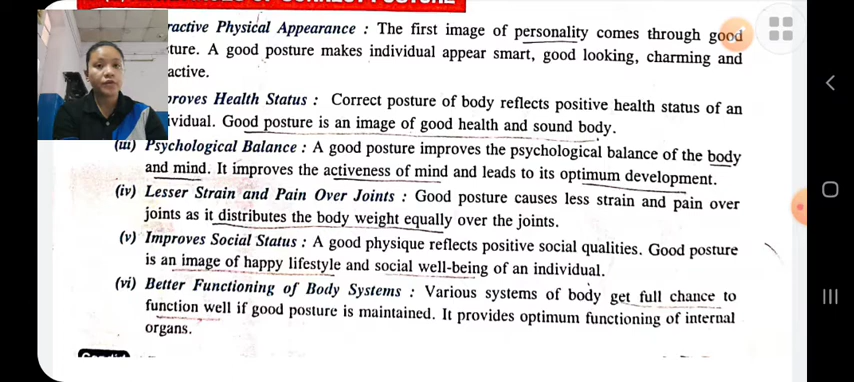 CORRECT POSTURE
ractive Physical Appearance : The first image of personality comes through good
ture. A good posture makes individual appear smart, good looking, charming and
active.
proves Health Status : Correct posture of body reflects positive health status of an
ividual. Good posture is an image of good health and sound body.
(iii) Psychological Balance : A good posture improves the psychological balance of the body
and mind. It improves the activeness of mind and leads to its optimum development.
(iv) Lesser Strain and Pain Over Joints : Good posture causes less strain and pain over
joints as it distributes the body weight equally over the joints.
(v) Improves Social Status : A good physique reflects positive social qualities. Good posture
is an image of happy lifestyle and social well-being of an individual.
(vi) Better Functioning of Body Systems : Various systems of body get full chance to
function well if good posture is maintained. It provides optimum functioning of internal
organs.